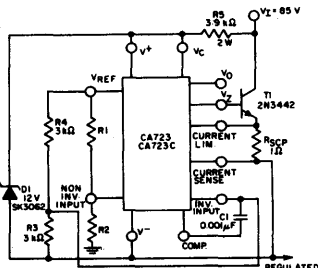 R5
3.9 kΩ
2 W
VI = 85 V
V+
VC
VREF
VO
VZ
T1
2N3442
R4
3kΩ
R1
CA723
CA723C
CURRENT
LIM.
RSCP
1Ω
CURRENT
SENSE
D1
12V
SK3062
NON
INV.
INPUT
INV.
INPUT
C1
0.001µF
R3
3kΩ
R2
V−
COMP.
REGULATED